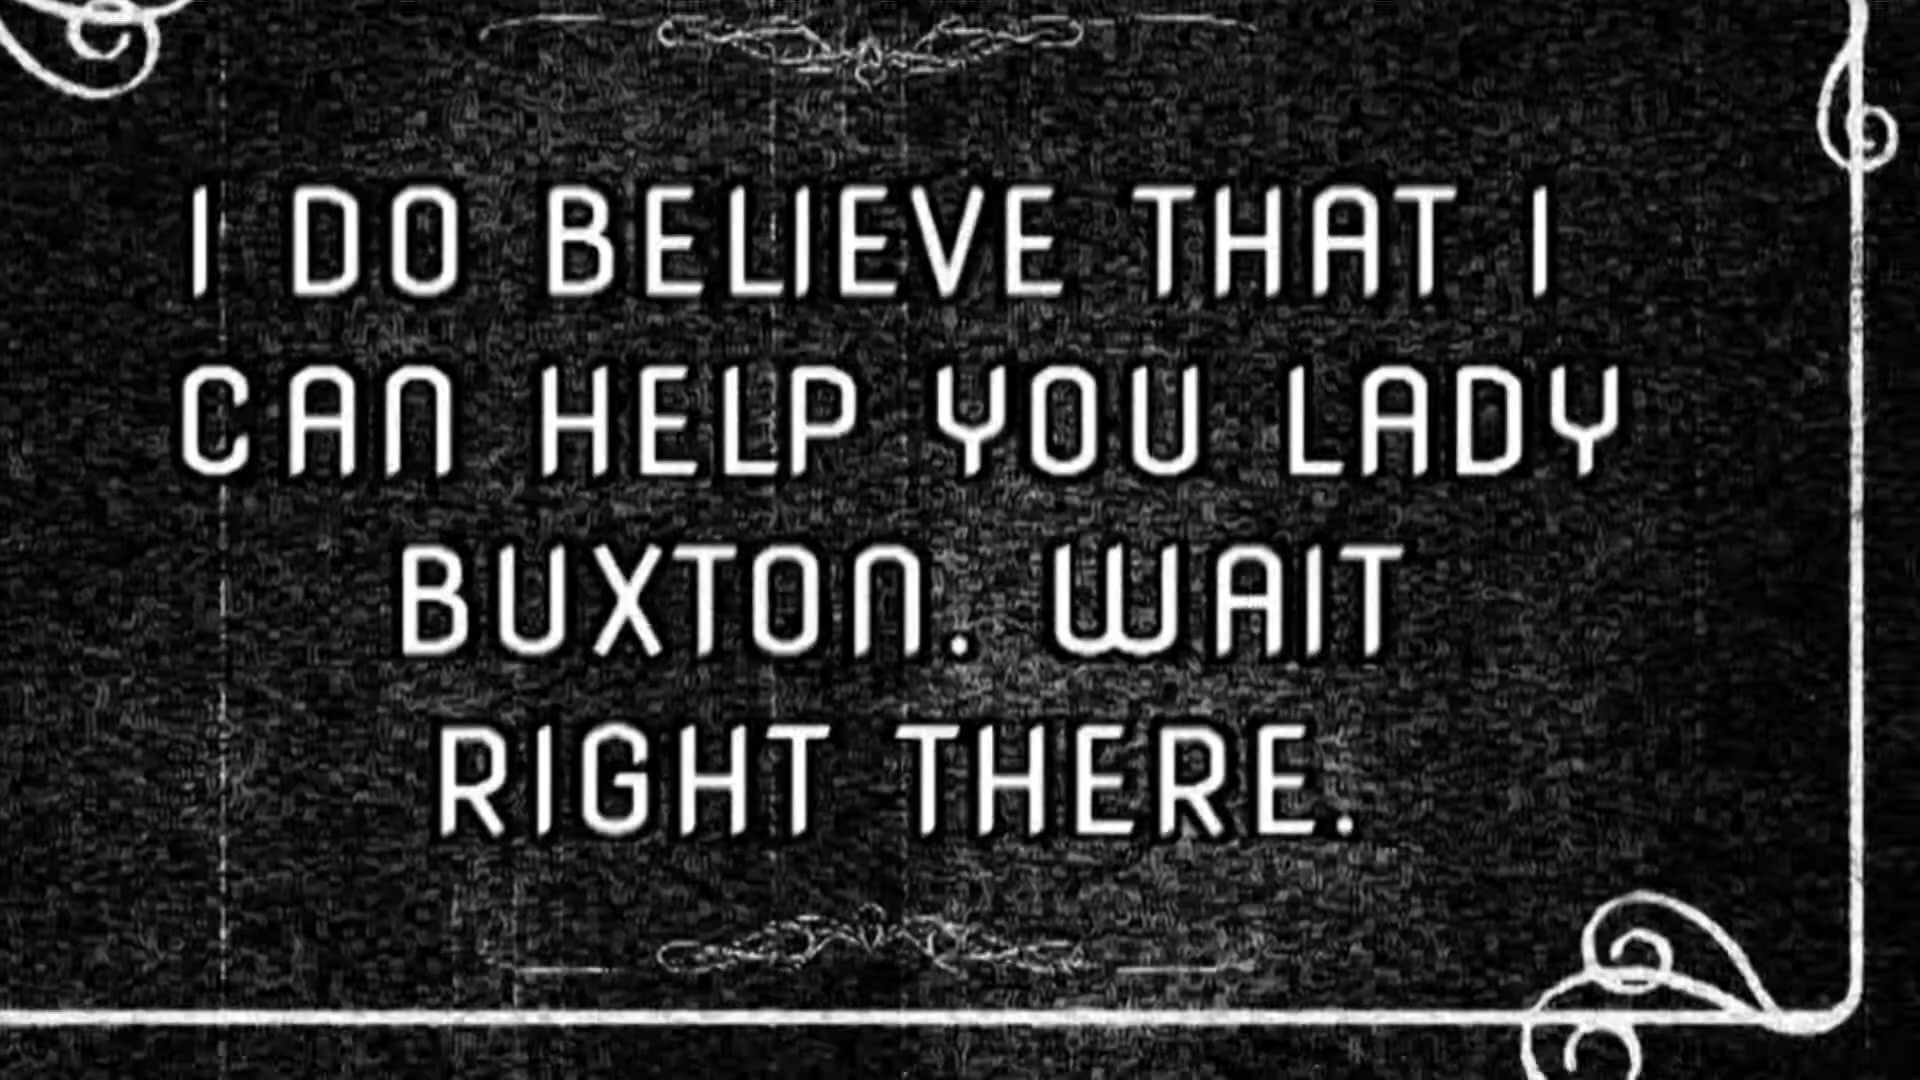 I DO BELIEVE THAT I
CAN HELP YOU LADY
BUXTON. WAIT
RIGHT THERE.